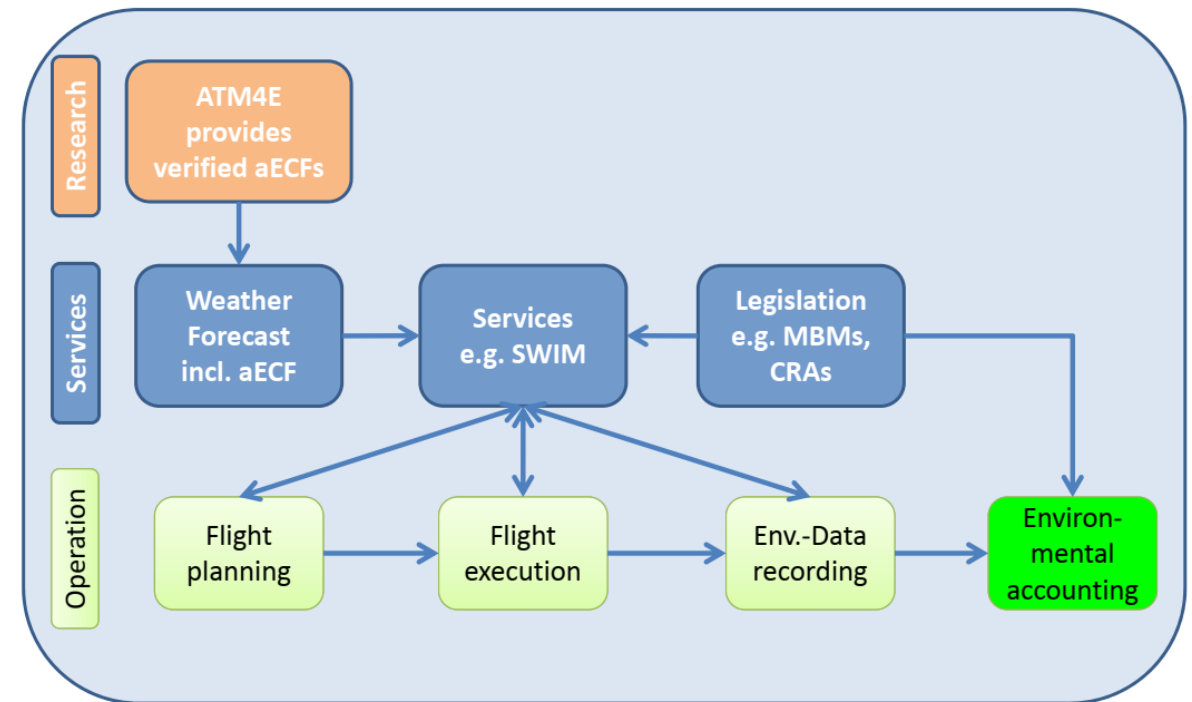 Research
ATM4E
provides
verified aECFs
Services
Weather
Forecast
incl. aECF
Services
e.g. SWIM
Legislation
e.g. MBMs,
CRAs
Operation
Flight
planning
Flight
execution
Env.-Data
recording
Environ-
mental
accounting